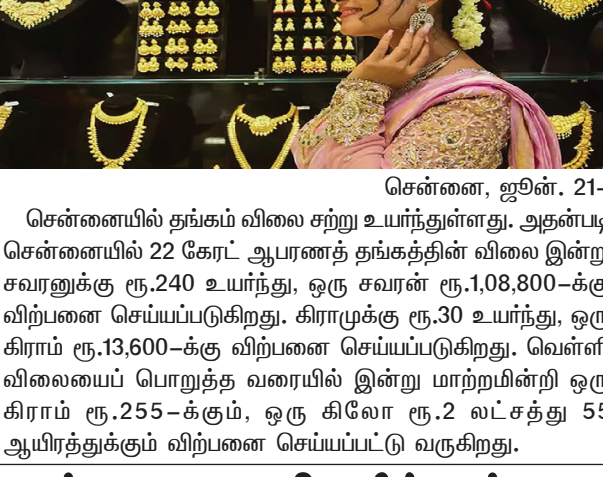 சென்னை, ஜூன். 21-
சென்னையில் தங்கம் விலை சற்று உயர்ந்துள்ளது. அதன்படி
சென்னையில் 22 கேரட் ஆபரணத் தங்கத்தின் விலை இன்று
சவரனுக்கு ரூ.240 உயர்ந்து, ஒரு சவரன் ரூ.1,08,800–க்கு
விற்பனை செய்யப்படுகிறது. கிராமுக்கு ரூ.30 உயர்ந்து, ஒரு
கிராம் ரூ.13,600–க்கு விற்பனை செய்யப்படுகிறது. வெள்ளி
விலையைப் பொறுத்த வரையில் இன்று மாற்றமின்றி ஒரு
கிராம் ரூ.255–க்கும், ஒரு கிலோ ரூ.2 லட்சத்து 55
ஆயிரத்துக்கும் விற்பனை செய்யப்பட்டு வருகிறது.